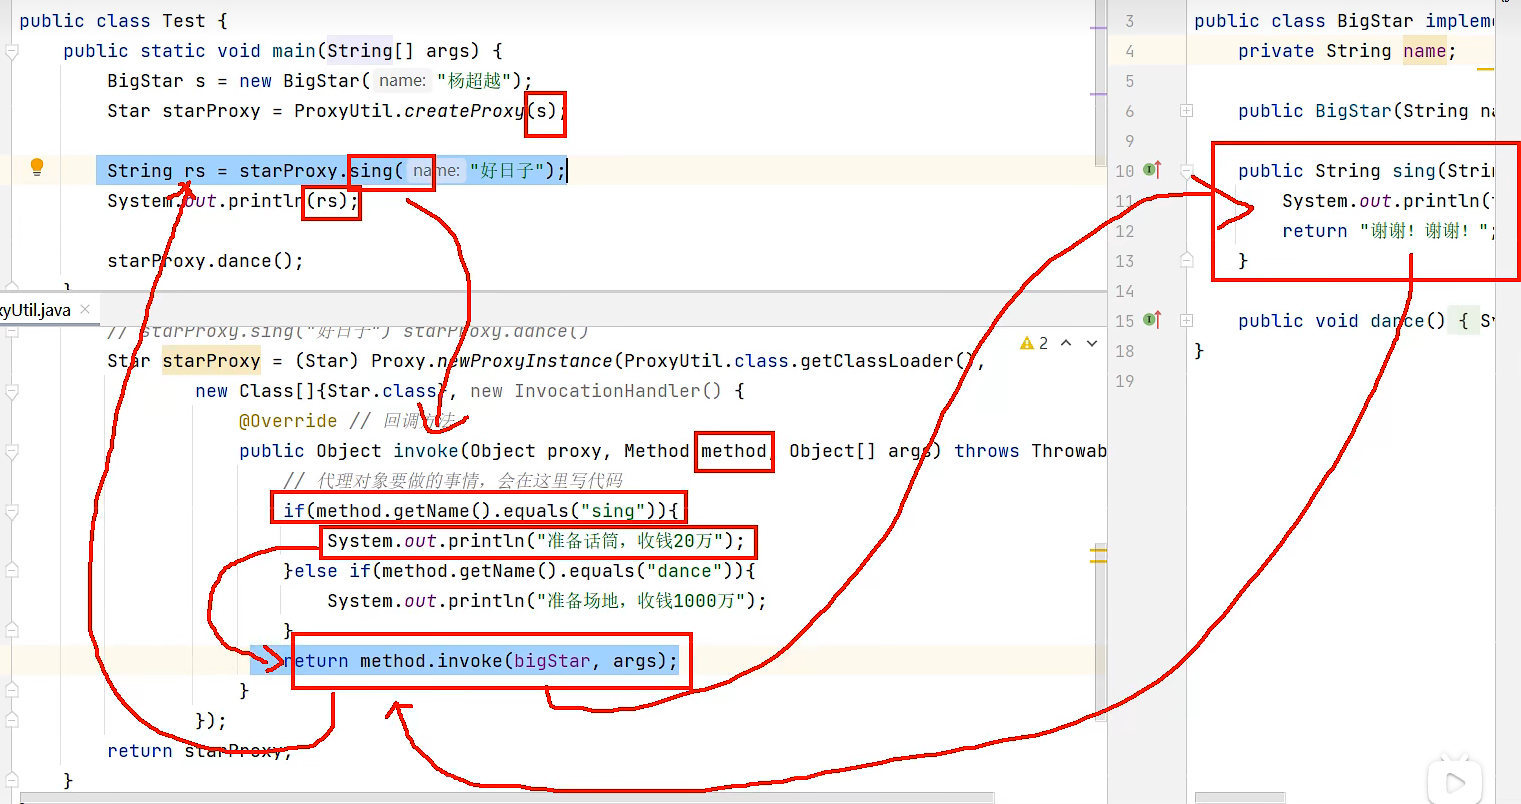 public class Test {
public static void main(String[] args) {
BigStar s = new BigStar( name: "杨超越");
Star starProxy = ProxyUtil.createProxy(s);
String rs = starProxy.sing( name: "好日子");
System.out.println(rs);
starProxy.dance();
}
xyUtil.java
// starProxy.sing("好日子") starProxy.dance()
Star starProxy = (Star) Proxy.newProxyInstance(ProxyUtil.class.getClassLoader(),
new Class[]{Star.class}, new InvocationHandler() {
@Override // 回调方法
public Object invoke(Object proxy, Method method, Object[] args) throws Throwab
// 代理对象要做的事情，会在这里写代码
if(method.getName().equals("sing")){
System.out.println("准备话筒，收钱20万");
}else if(method.getName().equals("dance")){
System.out.println("准备场地，收钱1000万");
}
return method.invoke(bigStar, args);
}
});
return starProxy;
}
2
3 public class BigStar implem
4 private String name;
5
6 public BigStar(String na
9
10 public String sing(Strin
11 System.out.println(
12 return "谢谢！谢谢！";
13 }
14
15 public void dance() { Sy
18 }
19